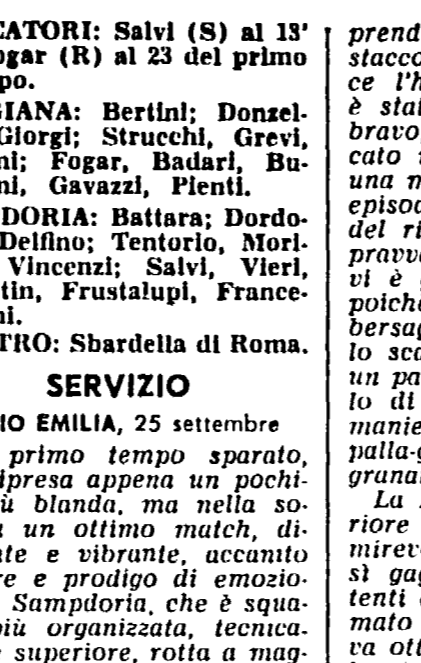 CATORI: Salvi (S) al 13'
ogar (R) al 23 del primo
po.
GIANA: Bertini; Donzel-
Giorgi; Strucchi, Grevi,
ni; Fogar, Badari, Bu-
ni, Gavazzi, Pienti.
DORIA: Battara; Dordo-
Delfino; Tentorio, Mori-
Vincenzi; Salvi, Vieri,
tin, Frustalupi, France-
ni.
TRO: Sbardella di Roma.
SERVIZIO
IO EMILIA, 25 settembre
primo tempo sparato,
ipresa appena un pochi-
ù blanda, ma nella so-
a un ottimo match, di-
nte e vibrante, accanito
re e prodigo di emozio-
Sampdoria, che è squa-
più organizzata, tecnica-
e superiore, rotta a mag-
prend
stacco
ce l'h
è stat
bravo
cato
una n
episod
del ri
pravv
vi è
poiche
bersag
lo sca
un pa
lo di
manie
palla-g
grana
La
riore
mirev
sì gag
tenti
mato
va ott